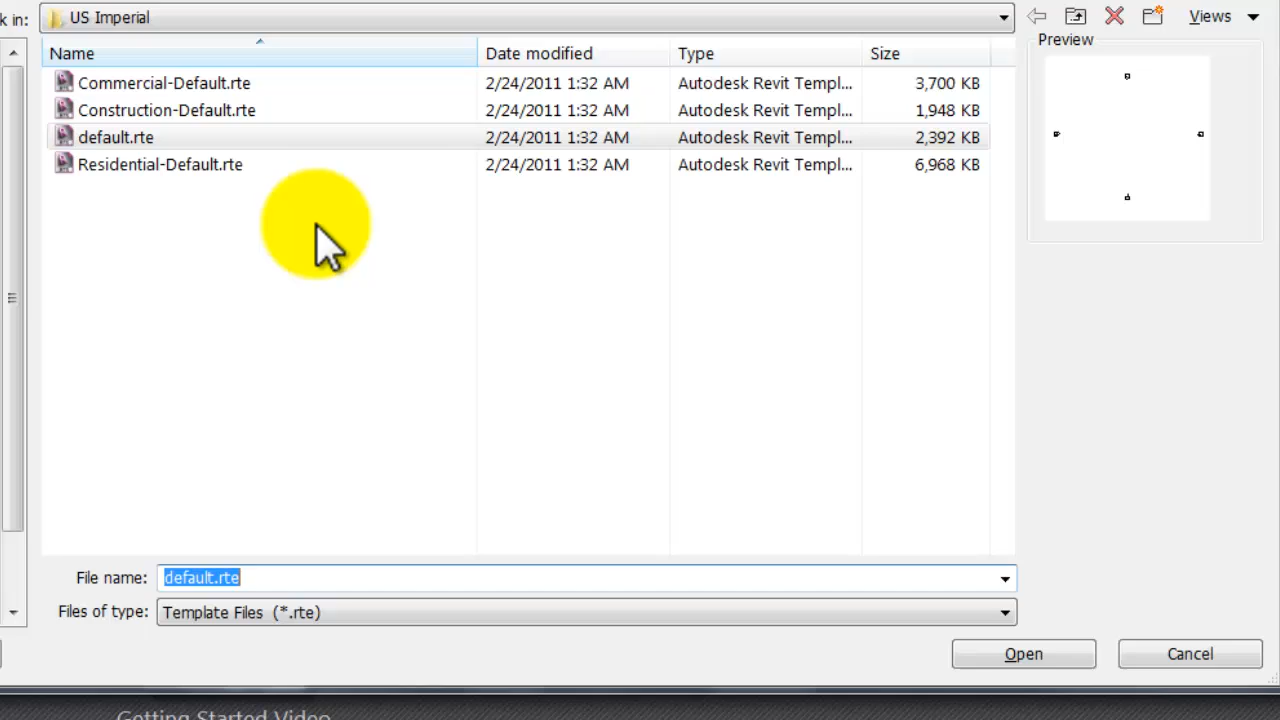 k in: US Imperial Views
Preview
Name Date modified Type Size
Commercial-Default.rte 2/24/2011 1:32 AM Autodesk Revit Templ... 3,700 KB
Construction-Default.rte 2/24/2011 1:32 AM Autodesk Revit Templ... 1,948 KB
default.rte 2/24/2011 1:32 AM Autodesk Revit Templ... 2,392 KB
Residential-Default.rte 2/24/2011 1:32 AM Autodesk Revit Templ... 6,968 KB
File name: default.rte
Files of type: Template Files (*.rte)
Open Cancel
Getting Started Video